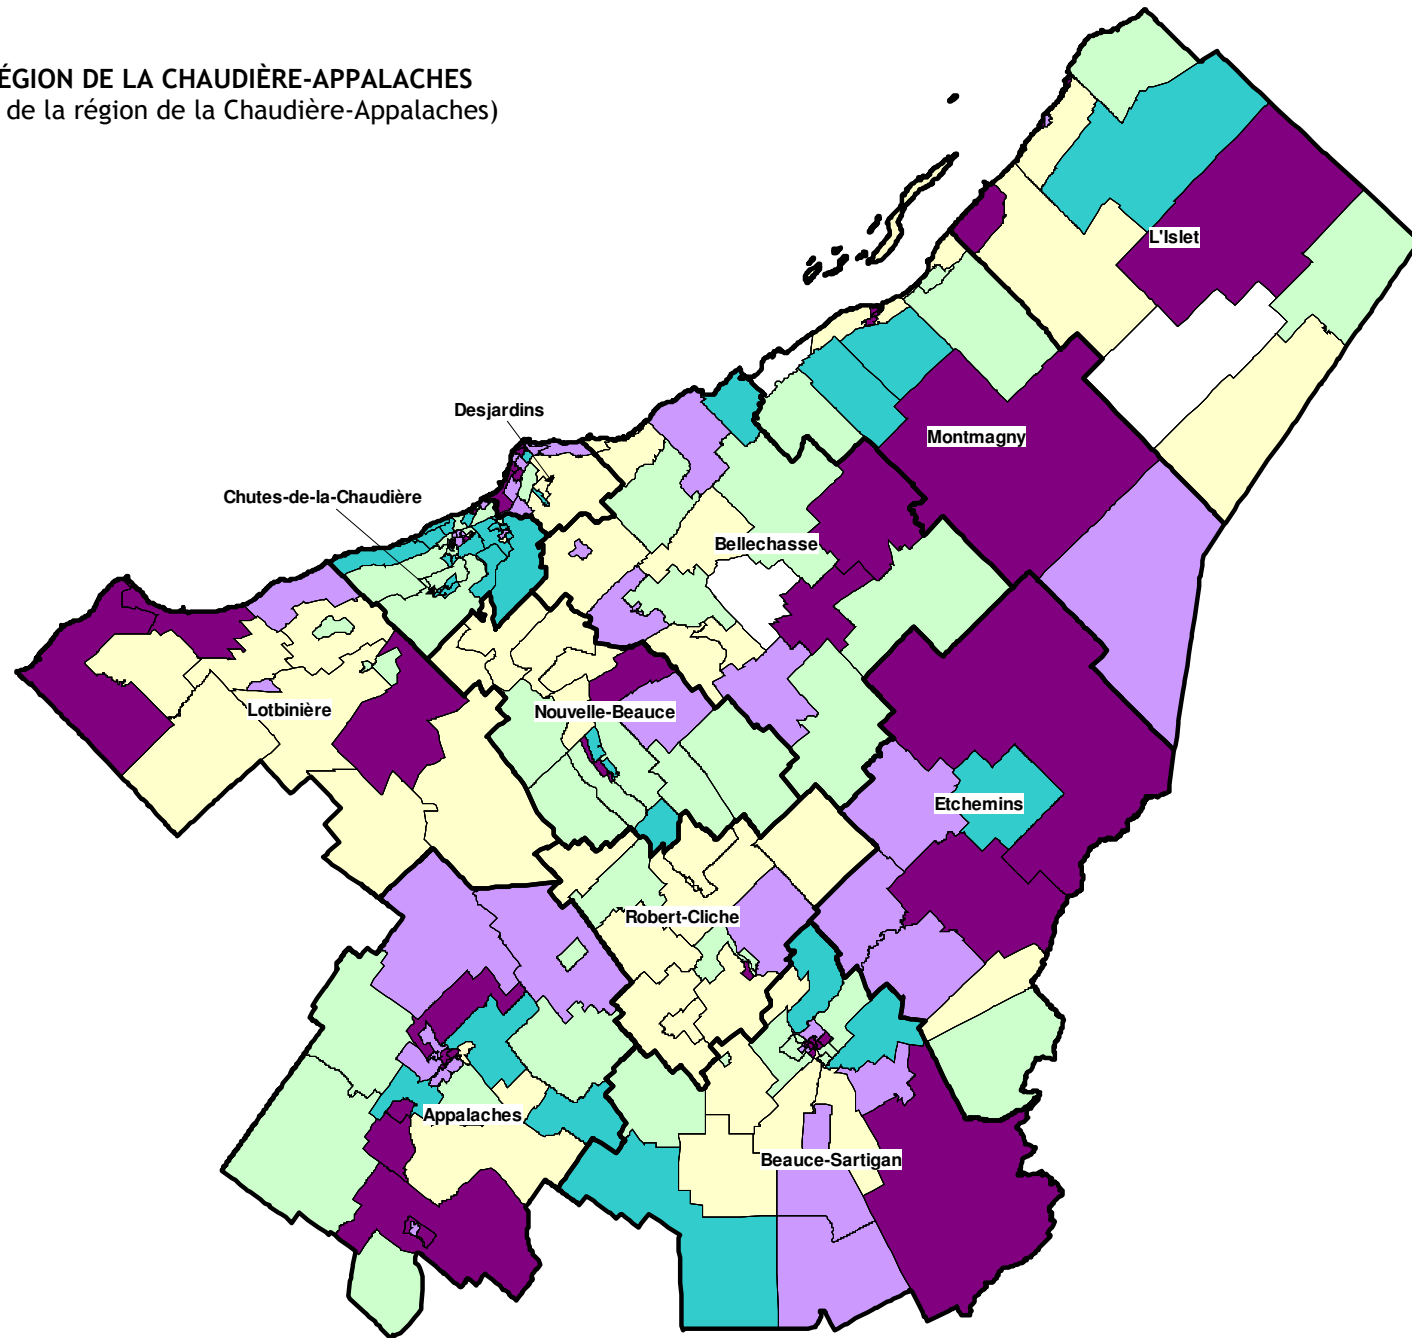 ÉGION DE LA CHAUDIÈRE-APPALACHES
de la région de la Chaudière-Appalaches)
L'Islet
Desjardins
Montmagny
Chutes-de-la-Chaudière
Bellechasse
Lotbinière
Nouvelle-Beauce
Etchemins
Robert-Cliche
Appalaches
Beauce-Sartigan